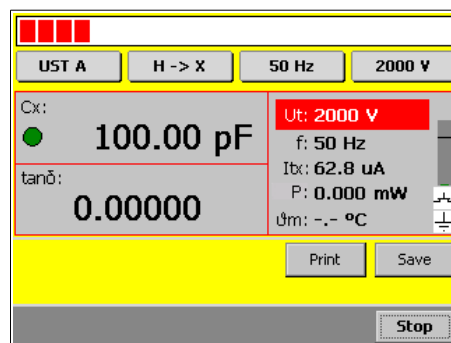 UST A H -> X 50 Hz 2000 V
Cx:
100.00 pF
tanδ:
0.00000
Ut: 2000 V
f: 50 Hz
Itx: 62.8 uA
P: 0.000 mW
ϑm: -.- ºC
Print Save
Stop